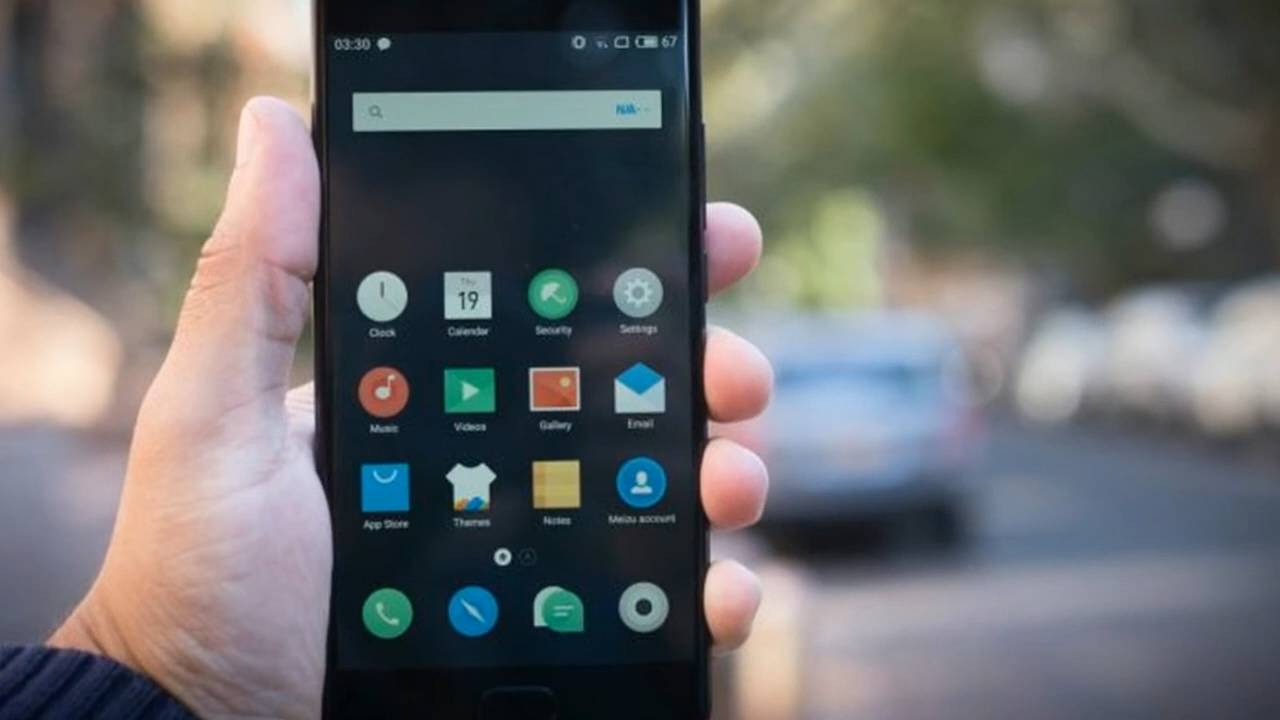 03:30
67
Clock
Thu
19
Calendar
Security
Settings
Music
Videos
Gallery
Email
App Store
Themes
Notes
Meizu account